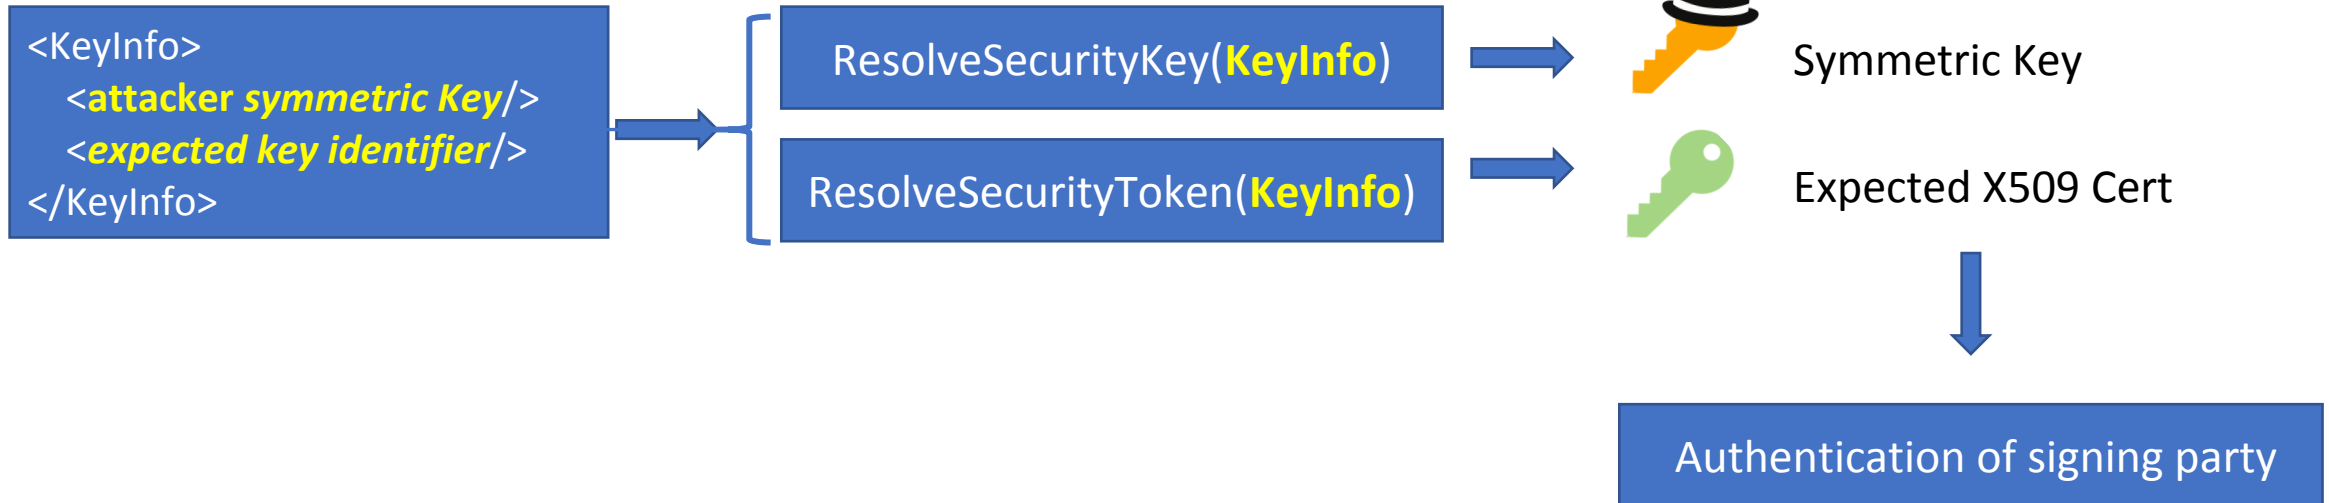 <KeyInfo>
<attacker symmetric Key/>
<expected key identifier/>
</KeyInfo>
ResolveSecurityKey(KeyInfo)
ResolveSecurityToken(KeyInfo)
Symmetric Key
Expected X509 Cert
Authentication of signing party